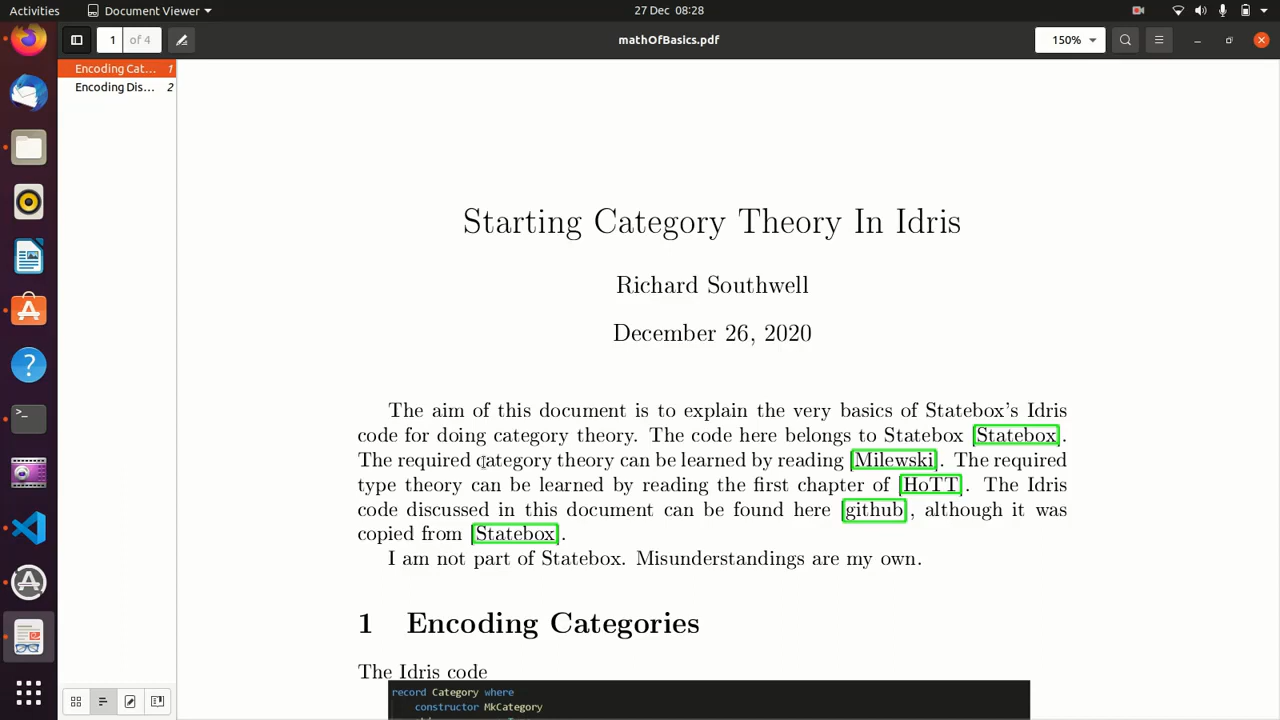 Activities
Document Viewer
27 Dec 08:28
1 of 4
mathOfBasics.pdf
150%
Encoding Cat... 1
Encoding Dis... 2
Starting Category Theory In Idris
Richard Southwell
December 26, 2020
The aim of this document is to explain the very basics of Statebox's Idris
code for doing category theory. The code here belongs to Statebox [Statebox].
The required category theory can be learned by reading [Milewski]. The required
type theory can be learned by reading the first chapter of [HoTT]. The Idris
code discussed in this document can be found here [github], although it was
copied from [Statebox].
I am not part of Statebox. Misunderstandings are my own.
1 Encoding Categories
The Idris code
record Category where
constructor MkCategory